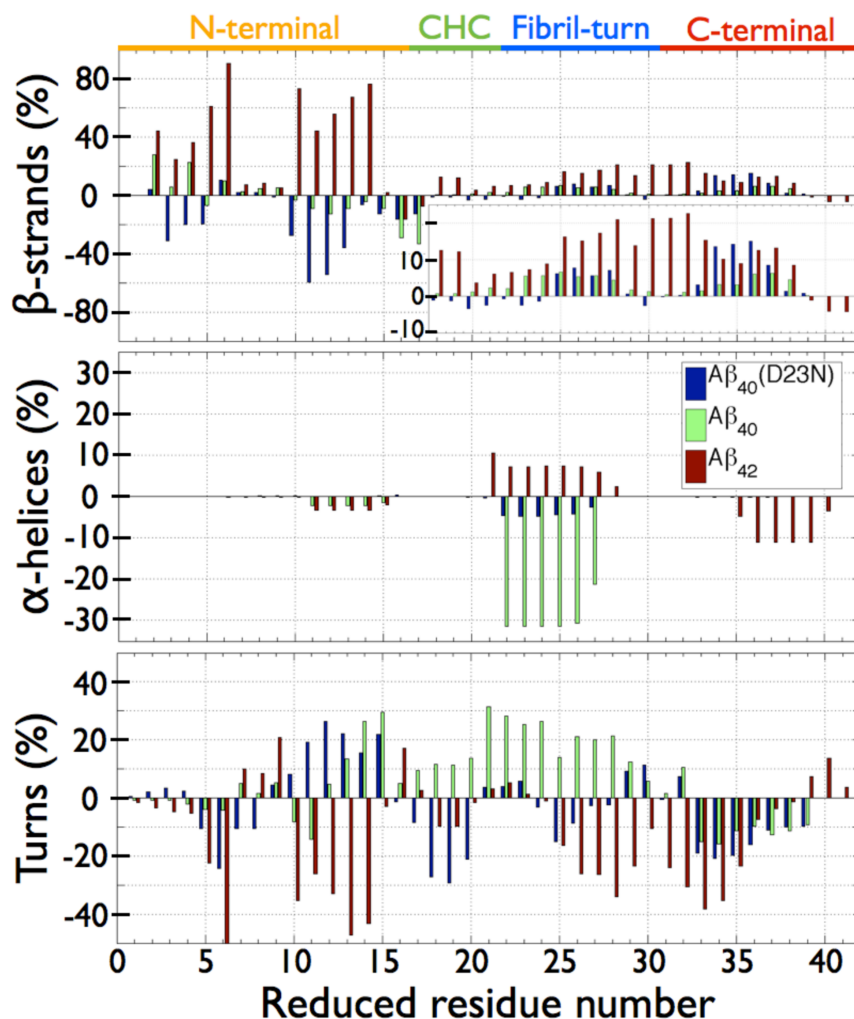 N-terminal CHC Fibril-turn C-terminal
β-strands (%)
80
40
0
-40
-80
10
0
-10
α-helices (%)
30
20
10
0
-10
-20
-30
Aβ40(D23N)
Aβ40
Aβ42
Turns (%)
40
20
0
-20
-40
0 5 10 15 20 25 30 35 40
Reduced residue number